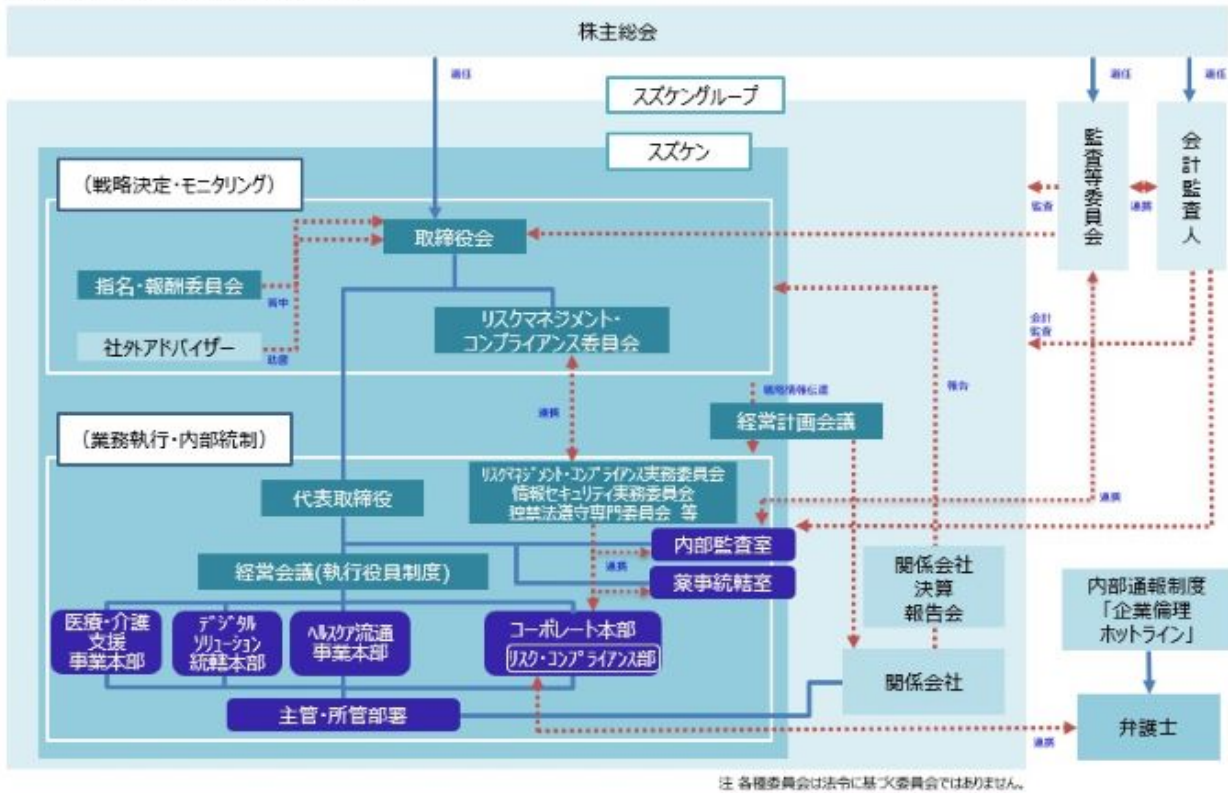 株主総会
選任
選任
選任
スズケングループ
スズケン
監査等委員会
会計監査人
(戦略決定・モニタリング)
監査
連携
取締役会
指名・報酬委員会
答申
社外アドバイザー
助言
リスクマネジメント・
コンプライアンス委員会
会計
監査
戦略情報伝達
報告
連携
経営計画会議
(業務執行・内部統制)
リスクマネジメント・コンプライアンス実務委員会
情報セキュリティ実務委員会
独禁法遵守専門委員会 等
代表取締役
連携
内部監査室
連携
薬事統轄室
経営会議(執行役員制度)
関係会社
決算
報告会
内部通報制度
「企業倫理
ホットライン」
医療・介護
支援
事業本部
デジタル
ソリューション
統轄本部
ヘルスケア流通
事業本部
コーポレート本部
リスク・コンプライアンス部
関係会社
主管・所管部署
弁護士
連携
注 各種委員会は法令に基づく委員会ではありません。